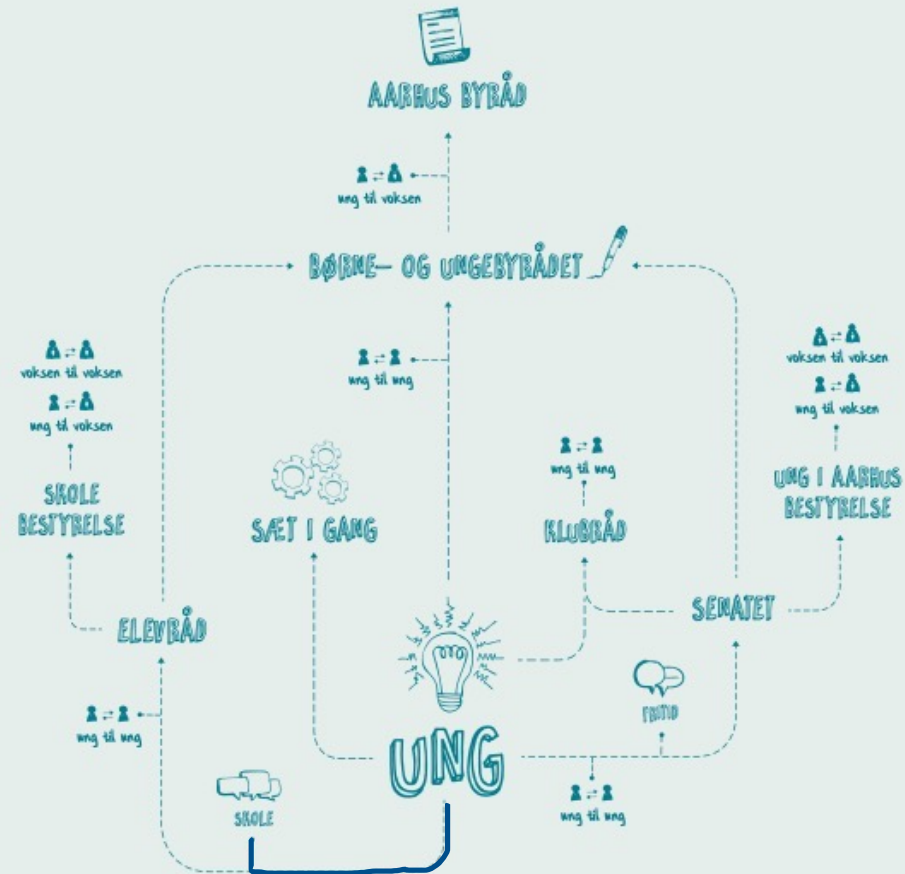 AARHUS BYRÅD
ung til voksen
BØRNE- OG UNGEBYRÅDET
ung til ung
voksen til voksen
ung til voksen
SKOLE
BESTYRELSE
SÆT I GANG
ung til ung
KLUBRÅD
voksen til voksen
ung til voksen
UNG I AARHUS
BESTYRELSE
ELEVRÅD
SENATET
ung til ung
FRITID
UNG
SKOLE
ung til ung